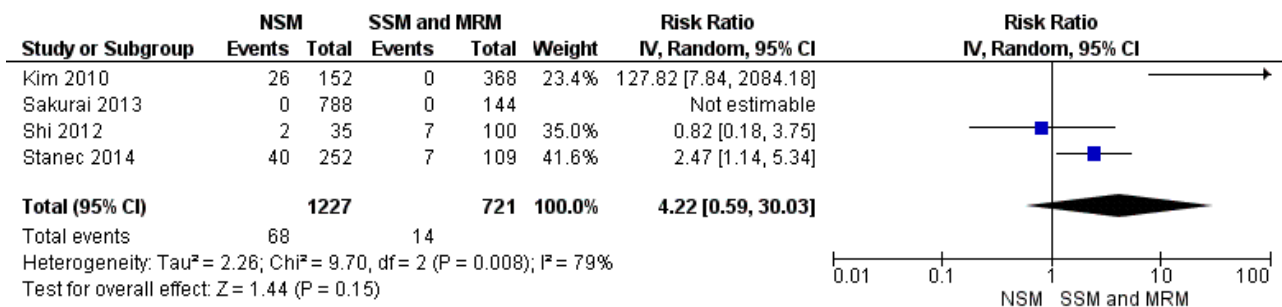 NSM SSM and MRM Risk Ratio Risk Ratio
Study or Subgroup Events Total Events Total Weight IV, Random, 95% CI IV, Random, 95% CI
Kim 2010 26 152 0 368 23.4% 127.82 [7.84, 2084.18]
Sakurai 2013 0 788 0 144 Not estimable
Shi 2012 2 35 7 100 35.0% 0.82 [0.18, 3.75]
Stanec 2014 40 252 7 109 41.6% 2.47 [1.14, 5.34]
Total (95% CI) 1227 721 100.0% 4.22 [0.59, 30.03]
Total events 68 14
Heterogeneity: Tau² = 2.26; Chi² = 9.70, df = 2 (P = 0.008); I² = 79%
Test for overall effect: Z = 1.44 (P = 0.15)
0.01 0.1 1 10 100
NSM SSM and MRM